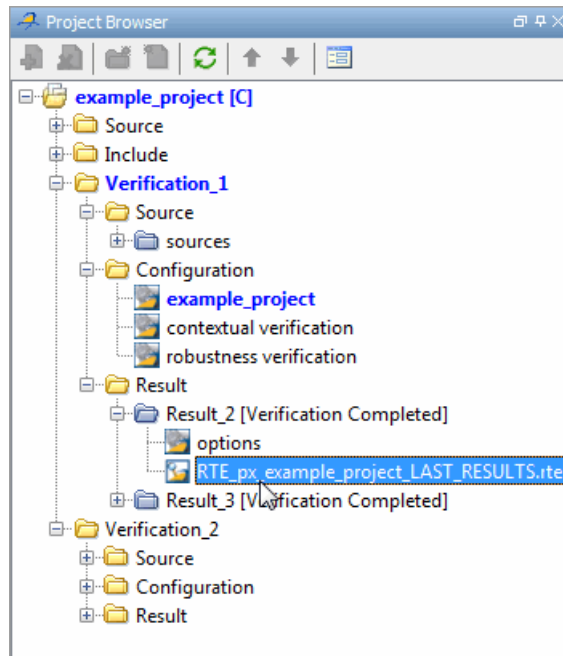 Project Browser
example_project [C]
Source
Include
Verification_1
Source
sources
Configuration
example_project
contextual verification
robustness verification
Result
Result_2 [Verification Completed]
options
RTE_px_example_project_LAST_RESULTS.rte
Result_3 [Verification Completed]
Verification_2
Source
Configuration
Result